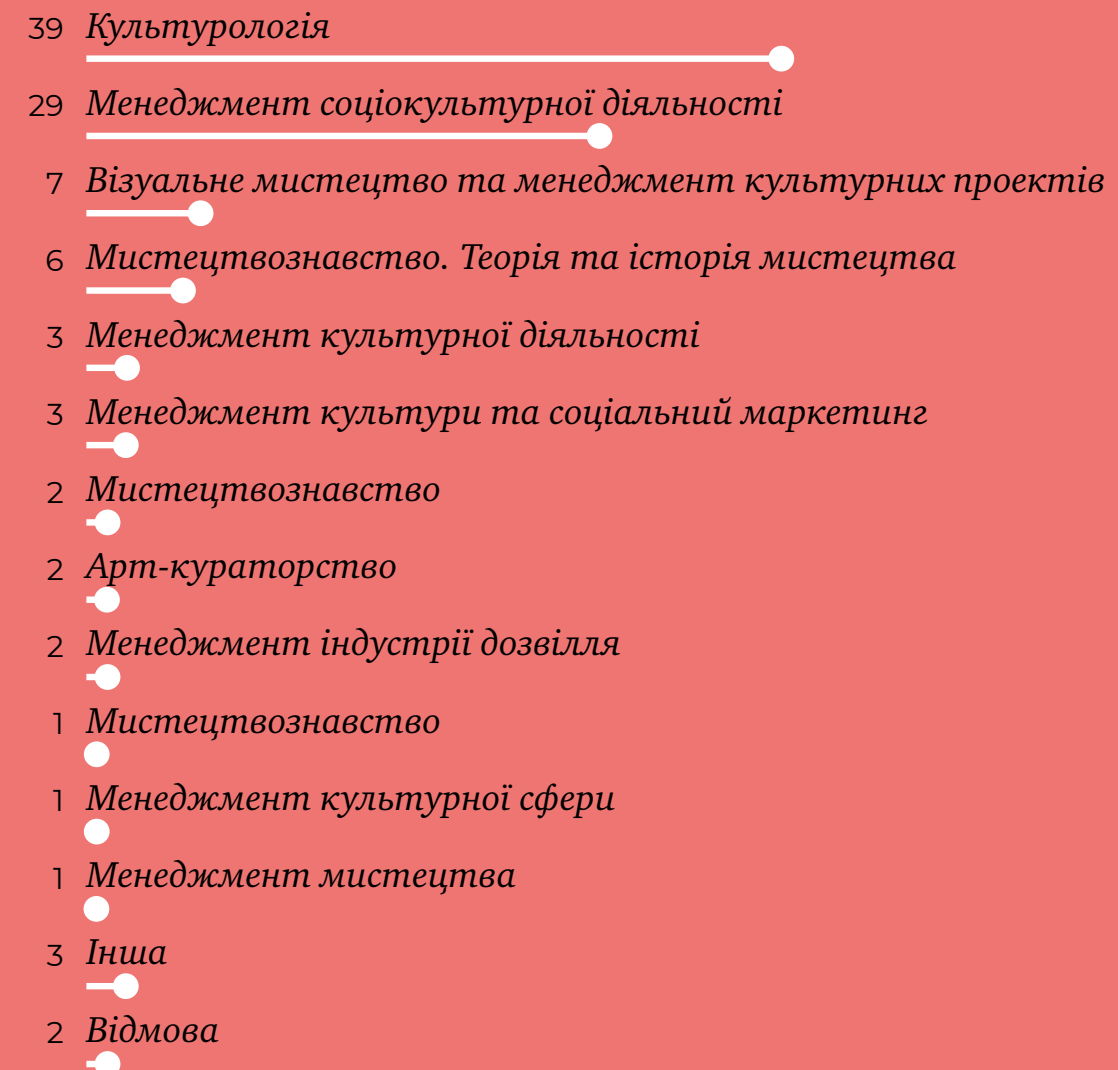 39 Культурологія
29 Менеджмент соціокультурної діяльності
7 Візуальне мистецтво та менеджмент культурних проектів
6 Мистецтвознавство. Теорія та історія мистецтва
3 Менеджмент культурної діяльності
3 Менеджмент культури та соціальний маркетинг
2 Мистецтвознавство
2 Арт-кураторство
2 Менеджмент індустрії дозвілля
1 Мистецтвознавство
1 Менеджмент культурної сфери
1 Менеджмент мистецтва
3 Інша
2 Відмова